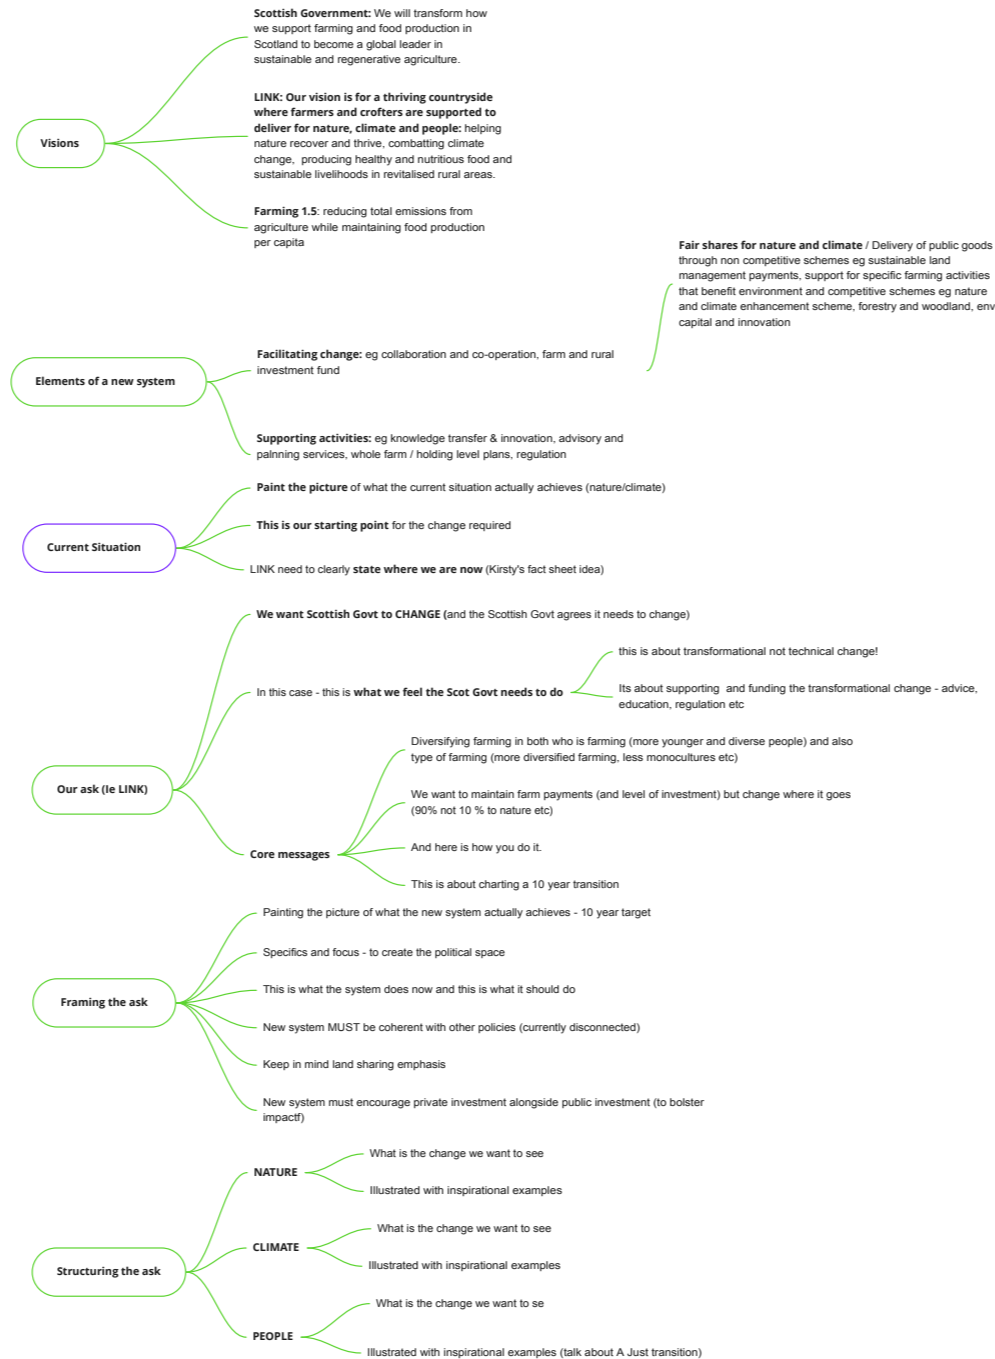 Visions
Scottish Government: We will transform how
we support farming and food production in
Scotland to become a global leader in
sustainable and regenerative agriculture.
LINK: Our vision is for a thriving countryside
where farmers and crofters are supported to
deliver for nature, climate and people: helping
nature recover and thrive, combatting climate
change, producing healthy and nutritious food and
sustainable livelihoods in revitalised rural areas.
Farming 1.5: reducing total emissions from
agriculture while maintaining food production
per capita
Elements of a new system
Facilitating change: eg collaboration and co-operation, farm and rural
investment fund
Fair shares for nature and climate / Delivery of public goods
through non competitive schemes eg sustainable land
management payments, support for specific farming activities
that benefit environment and competitive schemes eg nature
and climate enhancement scheme, forestry and woodland, env
capital and innovation
Supporting activities: eg knowledge transfer & innovation, advisory and
palnning services, whole farm / holding level plans, regulation
Current Situation
Paint the picture of what the current situation actually achieves (nature/climate)
This is our starting point for the change required
LINK need to clearly state where we are now (Kirsty's fact sheet idea)
Our ask (Ie LINK)
We want Scottish Govt to CHANGE (and the Scottish Govt agrees it needs to change)
In this case - this is what we feel the Scot Govt needs to do
this is about transformational not technical change!
Its about supporting and funding the transformational change - advice,
education, regulation etc
Core messages
Diversifying farming in both who is farming (more younger and diverse people) and also
type of farming (more diversified farming, less monocultures etc)
We want to maintain farm payments (and level of investment) but change where it goes
(90% not 10 % to nature etc)
And here is how you do it.
This is about charting a 10 year transition
Framing the ask
Painting the picture of what the new system actually achieves - 10 year target
Specifics and focus - to create the political space
This is what the system does now and this is what it should do
New system MUST be coherent with other policies (currently disconnected)
Keep in mind land sharing emphasis
New system must encourage private investment alongside public investment (to bolster
impactf)
Structuring the ask
NATURE
What is the change we want to see
Illustrated with inspirational examples
CLIMATE
What is the change we want to see
Illustrated with inspirational examples
PEOPLE
What is the change we want to se
Illustrated with inspirational examples (talk about A Just transition)